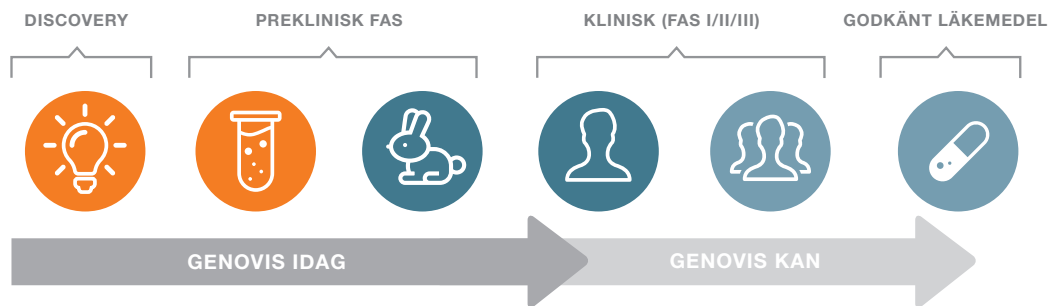 DISCOVERY
PREKLINISK FAS
KLINISK (FAS I/II/III)
GODKÄNT LÄKEMEDEL
GENOVIS IDAG
GENOVIS KAN